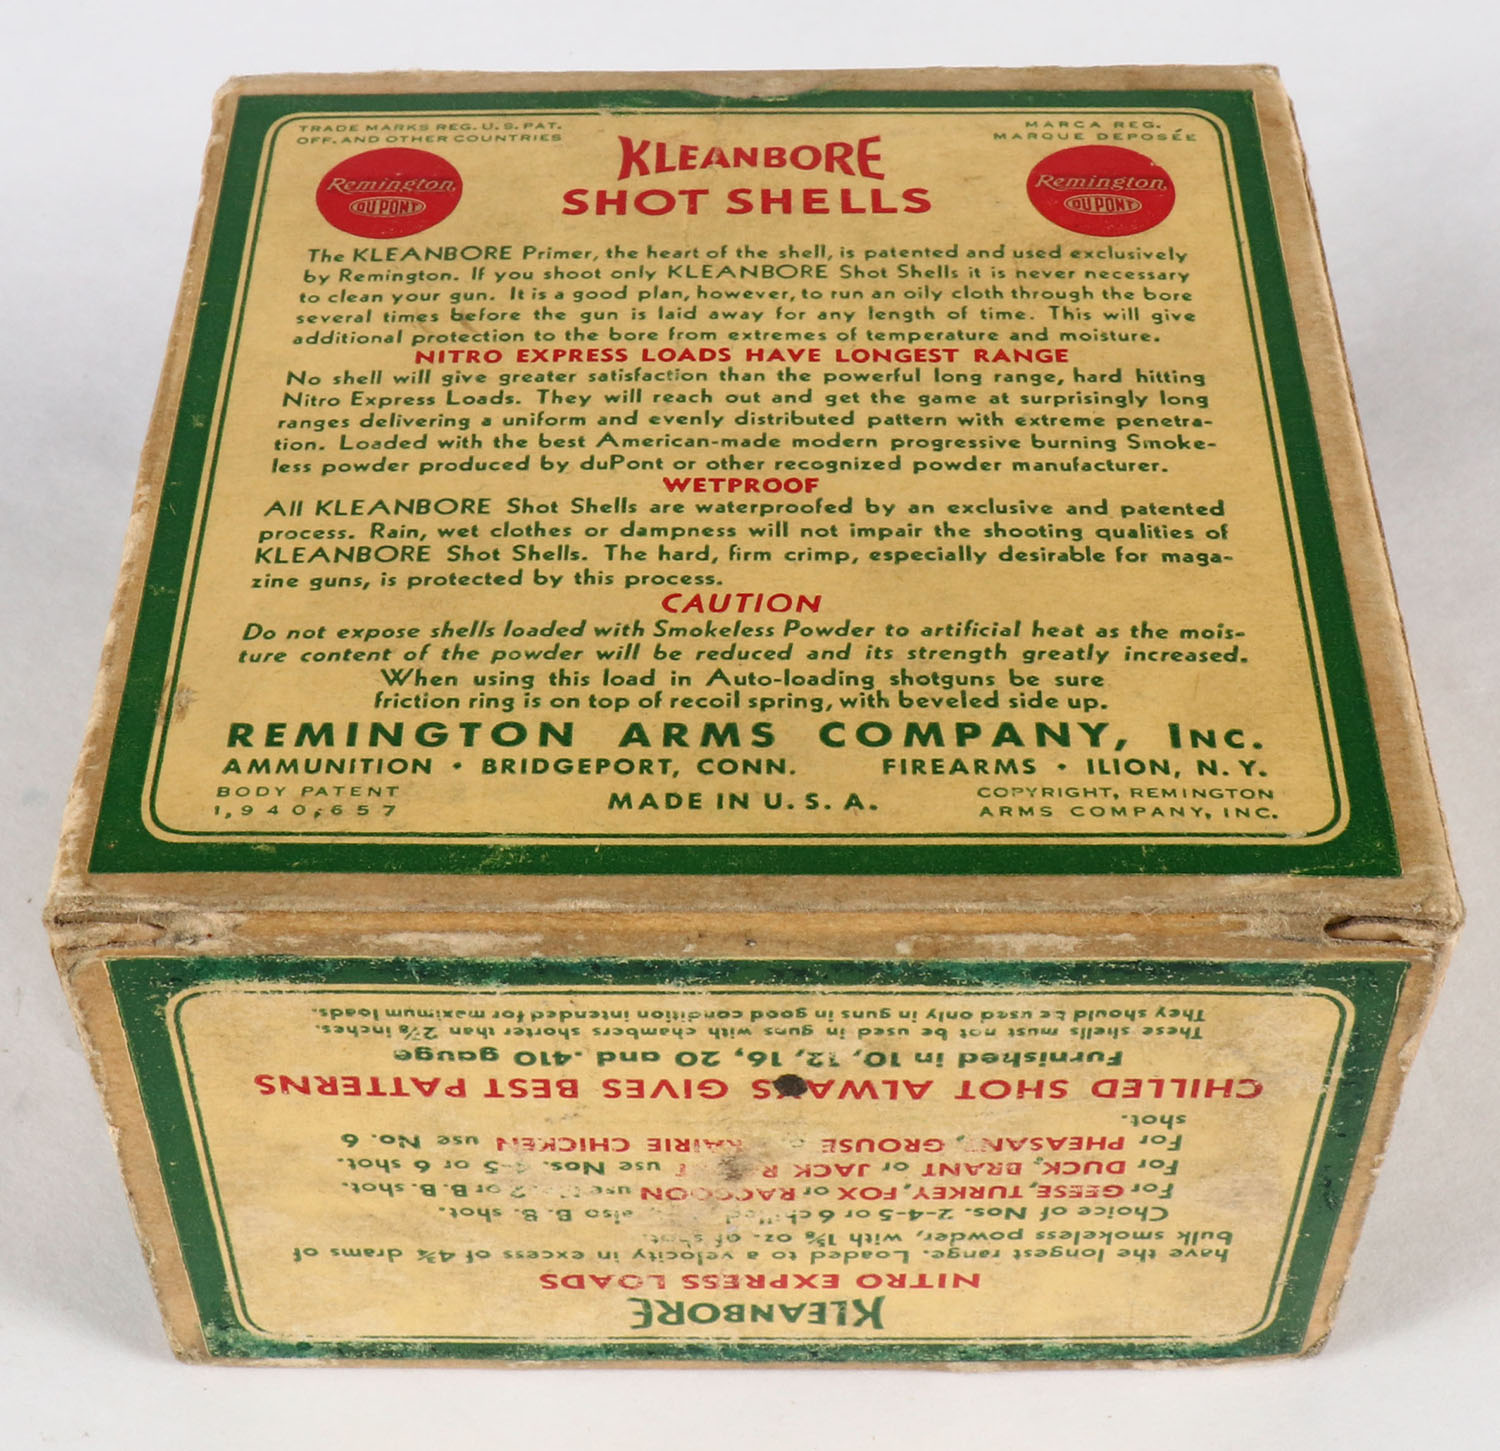 TRADE MARKS REG. U. S. PAT.
OFF. AND OTHER COUNTRIES
MARCA REG.
MARQUE DEPOSÉE
Remington,
DU PONT
KLEANBORE
SHOT SHELLS
Remington,
DU PONT
The KLEANBORE Primer, the heart of the shell, is patented and used exclusively
by Remington. If you shoot only KLEANBORE Shot Shells it is never necessary
to clean your gun. It is a good plan, however, to run an oily cloth through the bore
several times before the gun is laid away for any length of time. This will give
additional protection to the bore from extremes of temperature and moisture.
NITRO EXPRESS LOADS HAVE LONGEST RANGE
No shell will give greater satisfaction than the powerful long range, hard hitting
Nitro Express Loads. They will reach out and get the game at surprisingly long
ranges delivering a uniform and evenly distributed pattern with extreme penetra-
tion. Loaded with the best American-made modern progressive burning Smoke-
less powder produced by duPont or other recognized powder manufacturer.
WETPROOF
All KLEANBORE Shot Shells are waterproofed by an exclusive and patented
process. Rain, wet clothes or dampness will not impair the shooting qualities of
KLEANBORE Shot Shells. The hard, firm crimp, especially desirable for maga-
zine guns, is protected by this process.
CAUTION
Do not expose shells loaded with Smokeless Powder to artificial heat as the mois-
ture content of the powder will be reduced and its strength greatly increased.
When using this load in Auto-loading shotguns be sure
friction ring is on top of recoil spring, with beveled side up.
REMINGTON ARMS COMPANY, INC.
AMMUNITION • BRIDGEPORT, CONN. FIREARMS • ILION, N. Y.
BODY PATENT
1,940,657
MADE IN U. S. A.
COPYRIGHT, REMINGTON
ARMS COMPANY, INC.
KLEANBORE
NITRO EXPRESS LOADS
have the longest range. Loaded to a velocity in excess of 4¾ drams of
bulk smokeless powder, with 1⅝ oz. of shot.
Choice of Nos. 2-4-5 or 6 chilled also B. B. shot.
For GEESE, TURKEY, FOX or RACCOON use B. B. shot.
For DUCK, BRANT or JACK use Nos. 4-5 or 6 shot.
For PHEASANT, GROUSE CHICKEN use No. 6
shot.
CHILLED SHOT ALWAYS GIVES BEST PATTERNS
Furnished in 10, 12, 16, 20 and .410 gauge
These shells must not be used in guns with chambers shorter than 2⅞ inches.
They should be used only in guns in good condition intended for maximum loads.